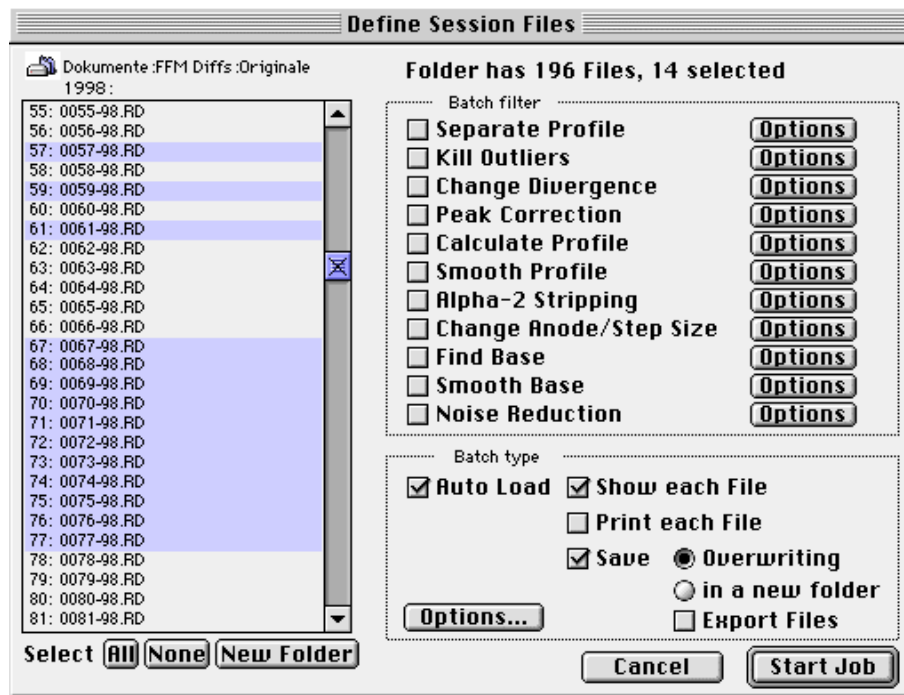 Define Session Files
Dokumente :FFM Diffs :Originale
1998 :
55: 0055-98.RD
56: 0056-98.RD
57: 0057-98.RD
58: 0058-98.RD
59: 0059-98.RD
60: 0060-98.RD
61: 0061-98.RD
62: 0062-98.RD
63: 0063-98.RD
64: 0064-98.RD
65: 0065-98.RD
66: 0066-98.RD
67: 0067-98.RD
68: 0068-98.RD
69: 0069-98.RD
70: 0070-98.RD
71: 0071-98.RD
72: 0072-98.RD
73: 0073-98.RD
74: 0074-98.RD
75: 0075-98.RD
76: 0076-98.RD
77: 0077-98.RD
78: 0078-98.RD
79: 0079-98.RD
80: 0080-98.RD
81: 0081-98.RD
Select All None New Folder
Folder has 196 Files, 14 selected
Batch filter
Separate Profile Options
Kill Outliers Options
Change Divergence Options
Peak Correction Options
Calculate Profile Options
Smooth Profile Options
Alpha-2 Stripping Options
Change Anode/Step Size Options
Find Base Options
Smooth Base Options
Noise Reduction Options
Batch type
Auto Load Show each File
Print each File
Save Overwriting
in a new folder
Options... Export Files
Cancel Start Job